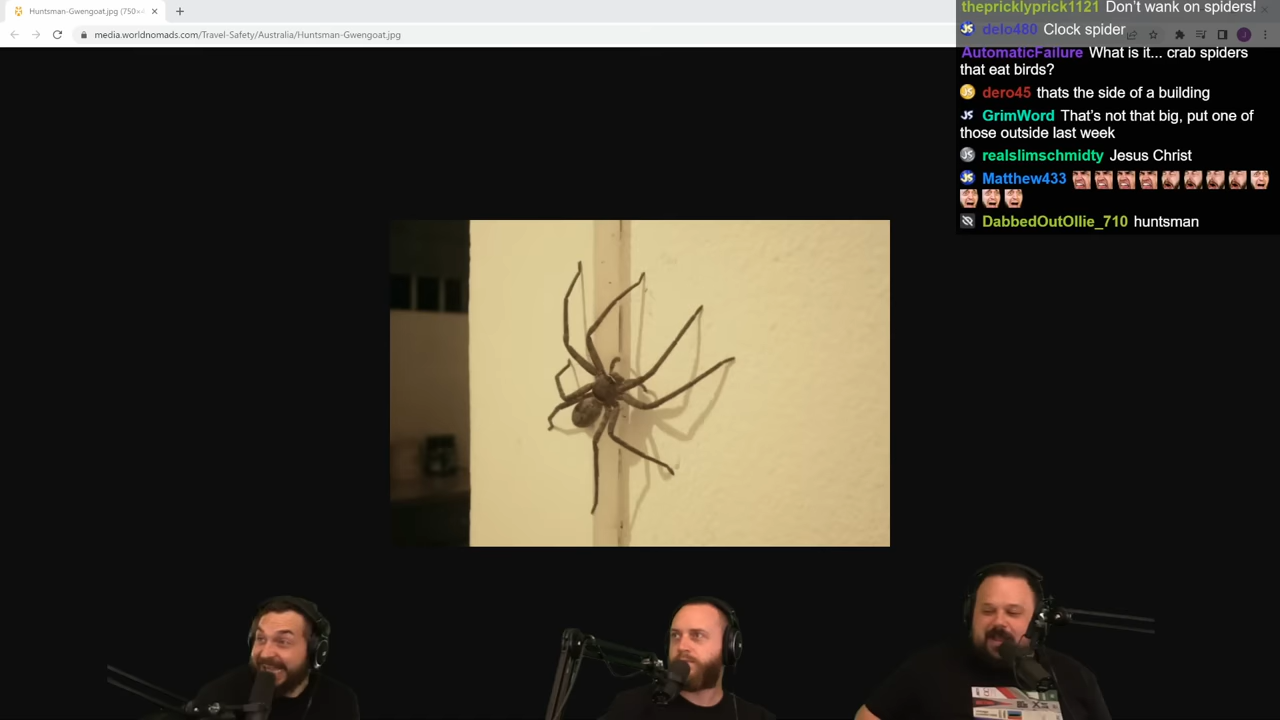 Huntsman-Gwengoat.jpg (750×
media.worldnomads.com/Travel-Safety/Australia/Huntsman-Gwengoat.jpg
J
thepricklyprick1121 Don't wank on spiders!
delo480 Clock spider
AutomaticFailure What is it... crab spiders
that eat birds?
dero45 thats the side of a building
GrimWord That's not that big, put one of
those outside last week
realslimschmidty Jesus Christ
Matthew433
DabbedOutOllie_710 huntsman